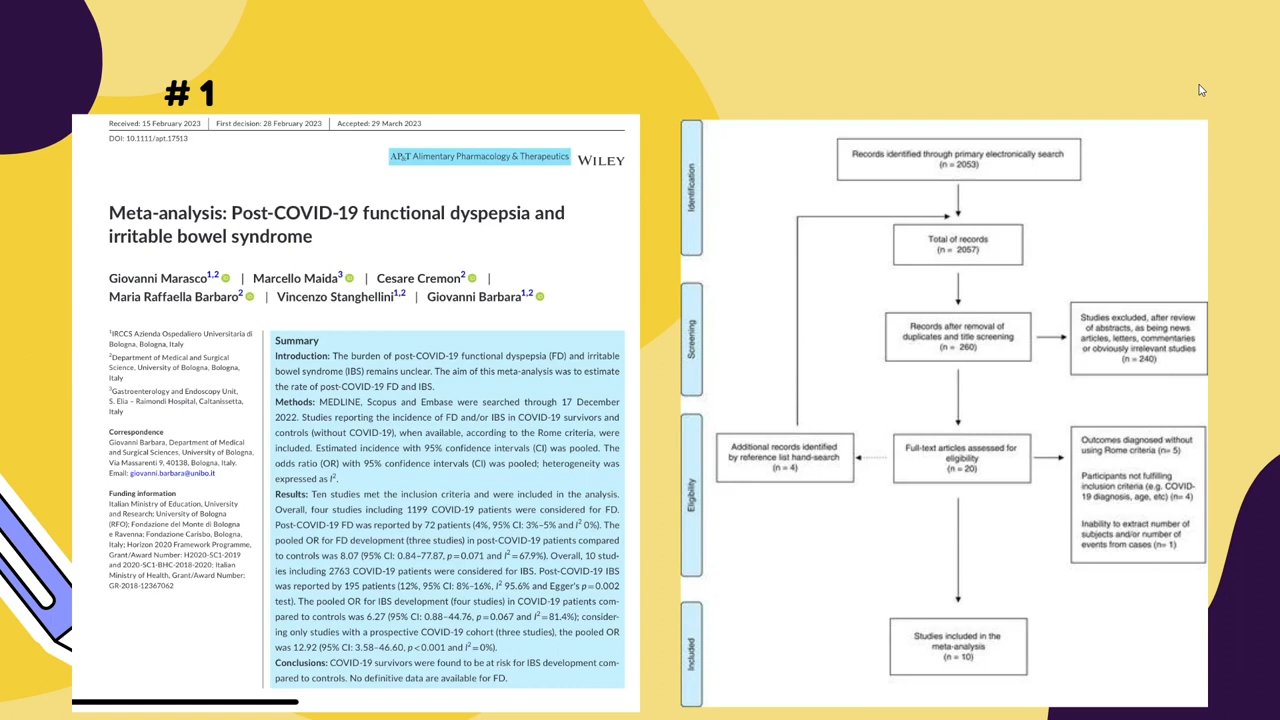 # 1
Received: 15 February 2023 | First decision: 28 February 2023 | Accepted: 29 March 2023
DOI: 10.1111/apt.17513
AP&T Alimentary Pharmacology & Therapeutics WILEY
Meta-analysis: Post-COVID-19 functional dyspepsia and
irritable bowel syndrome
Giovanni Marasco1,2 | Marcello Maida3 | Cesare Cremon2 |
Maria Raffaella Barbaro2 | Vincenzo Stanghellini1,2 | Giovanni Barbara1,2
1IRCCS Azienda Ospedaliero Universitaria di
Bologna, Bologna, Italy
2Department of Medical and Surgical
Science, University of Bologna, Bologna,
Italy
3Gastroenterology and Endoscopy Unit,
S. Elia – Raimondi Hospital, Caltanissetta,
Italy
Correspondence
Giovanni Barbara, Department of Medical
and Surgical Sciences, University of Bologna,
Via Massarenti 9, 40138, Bologna, Italy.
Email: giovanni.barbara@unibo.it
Funding information
Italian Ministry of Education, University
and Research; University of Bologna
(RFO); Fondazione del Monte di Bologna
e Ravenna; Fondazione Carisbo, Bologna,
Italy; Horizon 2020 Framework Programme,
Grant/Award Number: H2020-SC1-2019
and 2020-SC1-BHC-2018-2020; Italian
Ministry of Health, Grant/Award Number:
GR-2018-12367062
Summary
Introduction: The burden of post-COVID-19 functional dyspepsia (FD) and irritable
bowel syndrome (IBS) remains unclear. The aim of this meta-analysis was to estimate
the rate of post-COVID-19 FD and IBS.
Methods: MEDLINE, Scopus and Embase were searched through 17 December
2022. Studies reporting the incidence of FD and/or IBS in COVID-19 survivors and
controls (without COVID-19), when available, according to the Rome criteria, were
included. Estimated incidence with 95% confidence intervals (CI) was pooled. The
odds ratio (OR) with 95% confidence intervals (CI) was pooled; heterogeneity was
expressed as I2.
Results: Ten studies met the inclusion criteria and were included in the analysis.
Overall, four studies including 1199 COVID-19 patients were considered for FD.
Post-COVID-19 FD was reported by 72 patients (4%, 95% CI: 3%–5% and I2 0%). The
pooled OR for FD development (three studies) in post-COVID-19 patients compared
to controls was 8.07 (95% CI: 0.84–77.87, p=0.071 and I2=67.9%). Overall, 10 stud-
ies including 2763 COVID-19 patients were considered for IBS. Post-COVID-19 IBS
was reported by 195 patients (12%, 95% CI: 8%–16%, I2 95.6% and Egger's p=0.002
test). The pooled OR for IBS development (four studies) in COVID-19 patients com-
pared to controls was 6.27 (95% CI: 0.88–44.76, p=0.067 and I2=81.4%); consider-
ing only studies with a prospective COVID-19 cohort (three studies), the pooled OR
was 12.92 (95% CI: 3.58–46.60, p<0.001 and I2=0%).
Conclusions: COVID-19 survivors were found to be at risk for IBS development com-
pared to controls. No definitive data are available for FD.
Identification
Records identified through primary electronically search
(n = 2053)
Total of records
(n = 2057)
Screening
Records after removal of
duplicates and title screening
(n = 260)
Studies excluded, after review
of abstracts, as being news
articles, letters, commentaries
or obviously irrelevant studies
(n = 240)
Eligibility
Additional records identified
by reference list hand-search
(n = 4)
Full-text articles assessed for
eligibility
(n = 20)
Outcomes diagnosed without
using Rome criteria (n= 5)
Participants not fulfilling
inclusion criteria (e.g. COVID-
19 diagnosis, age, etc) (n= 4)
Inability to extract number of
subjects and/or number of
events from cases (n= 1)
Included
Studies included in the
meta-analysis
(n = 10)